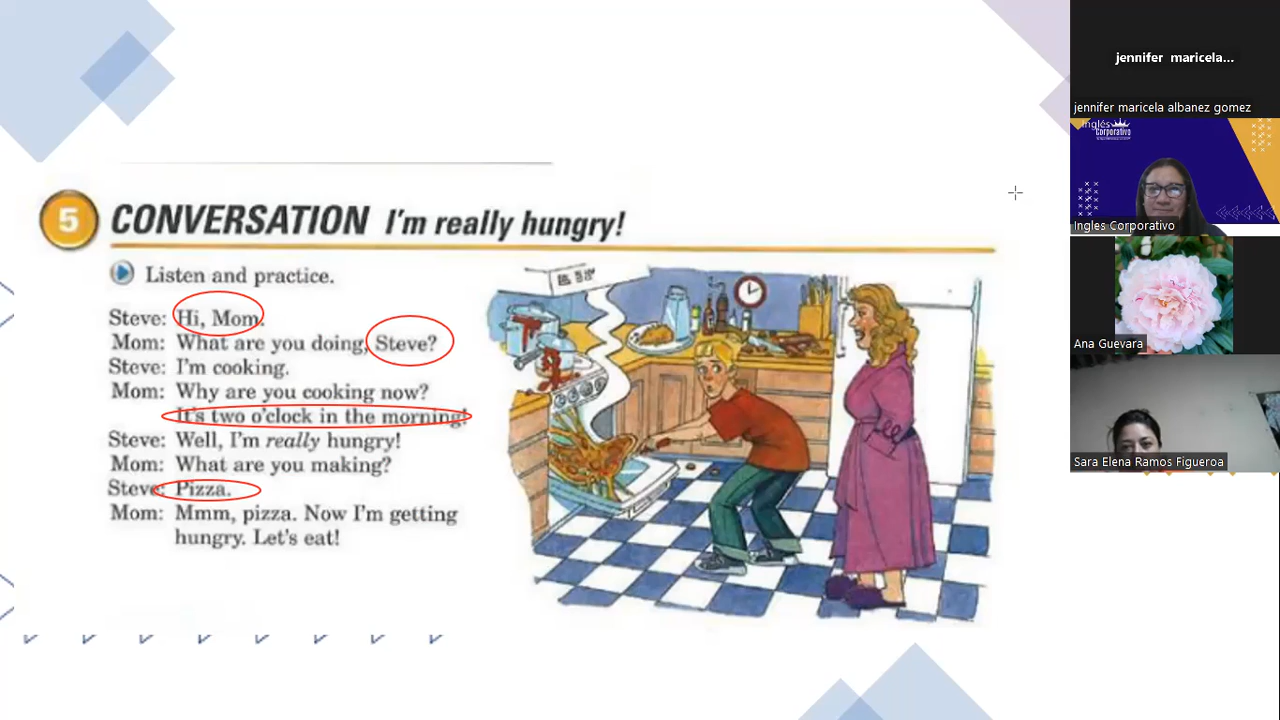 5 CONVERSATION I'm really hungry!
Listen and practice.
Steve: Hi, Mom.
Mom: What are you doing, Steve?
Steve: I'm cooking.
Mom: Why are you cooking now?
It's two o'clock in the morning!
Steve: Well, I'm really hungry!
Mom: What are you making?
Steve: Pizza.
Mom: Mmm, pizza. Now I'm getting
hungry. Let's eat!
jennifer maricela...
jennifer maricela albanez gomez
Inglés
Corporativo
Ingles Corporativo
Ana Guevara
Sara Elena Ramos Figueroa